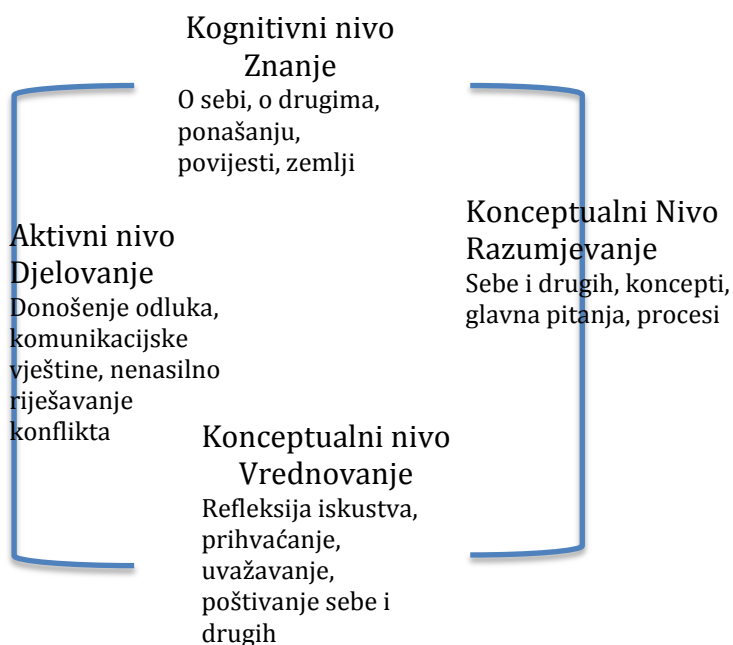 Kognitivni nivo
Znanje
O sebi, o drugima,
ponašanju,
povijesti, zemlji
Konceptualni Nivo
Razumjevanje
Sebe i drugih, koncepti,
glavna pitanja, procesi
Aktivni nivo
Djelovanje
Donošenje odluka,
komunikacijske
vještine, nenasilno
riješavanje
konflikta
Konceptualni nivo
Vrednovanje
Refleksija iskustva,
prihvaćanje,
uvažavanje,
poštivanje sebe i
drugih